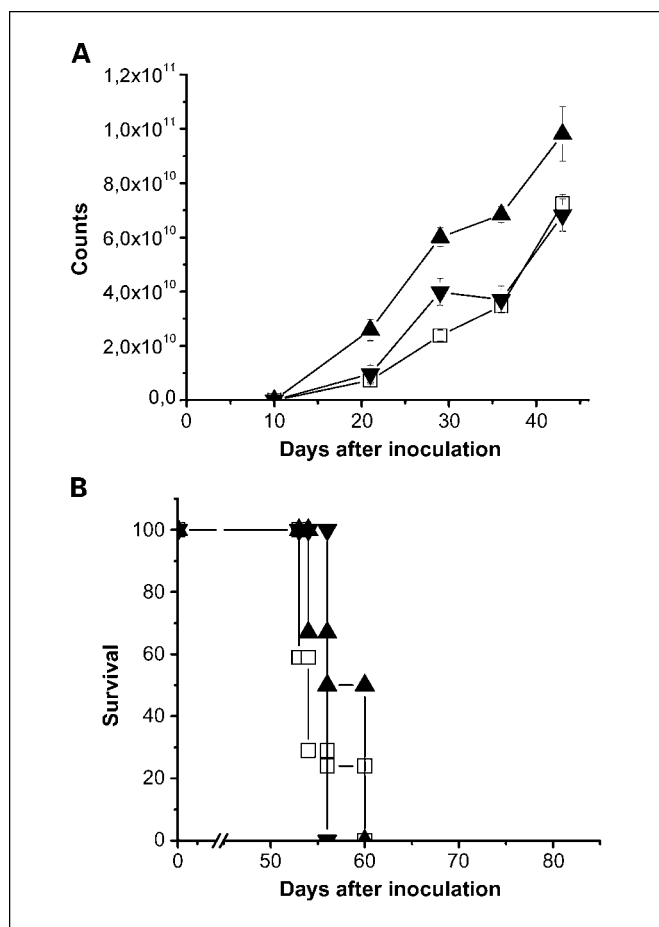 A
1,2x10¹¹
1,0x10¹¹
8,0x10¹⁰
6,0x10¹⁰
4,0x10¹⁰
2,0x10¹⁰
0,0
Counts
0 10 20 30 40
Days after inoculation
B
100
80
60
40
20
0
Survival
0 50 60 70 80
Days after inoculation